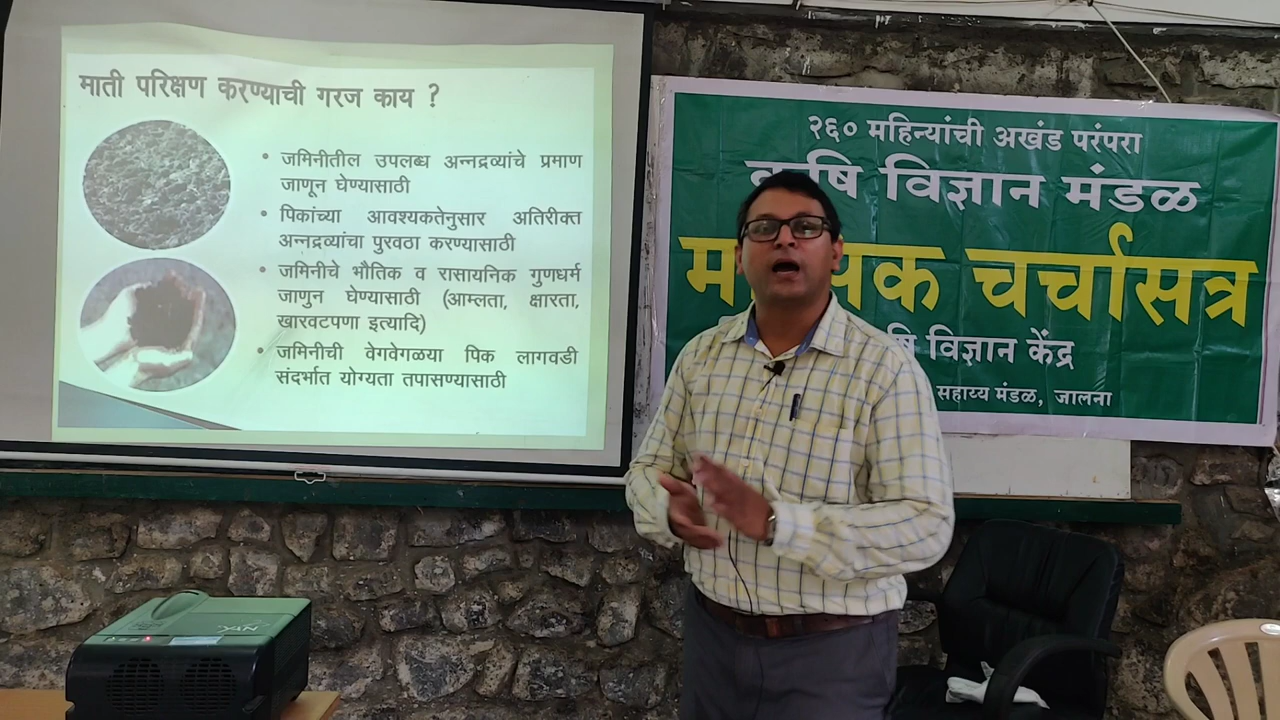 माती परिक्षण करण्याची गरज काय ?
• जमिनीतील उपलब्ध अन्नद्रव्यांचे प्रमाण
जाणून घेण्यासाठी
• पिकांच्या आवश्यकतेनुसार अतिरीक्त
अन्नद्रव्यांचा पुरवठा करण्यासाठी
• जमिनीचे भौतिक व रासायनिक गुणधर्म
जाणुन घेण्यासाठी (आम्लता, क्षारता,
खारवटपणा इत्यादि)
• जमिनीची वेगवेगळया पिक लागवडी
संदर्भात योग्यता तपासण्यासाठी
२६० महिन्यांची अखंड परंपरा
विज्ञान मंडळ
चर्चासत्र
विज्ञान केंद्र
सहाय्य मंडळ, जालना